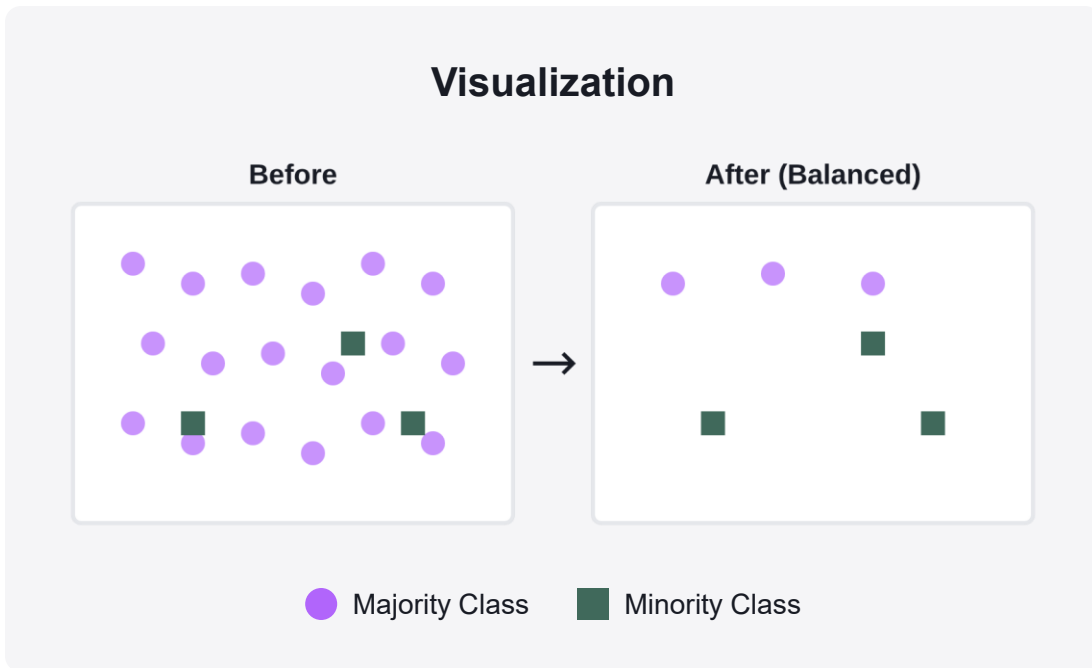 Visualization
Before
After (Balanced)
→
Majority Class
Minority Class